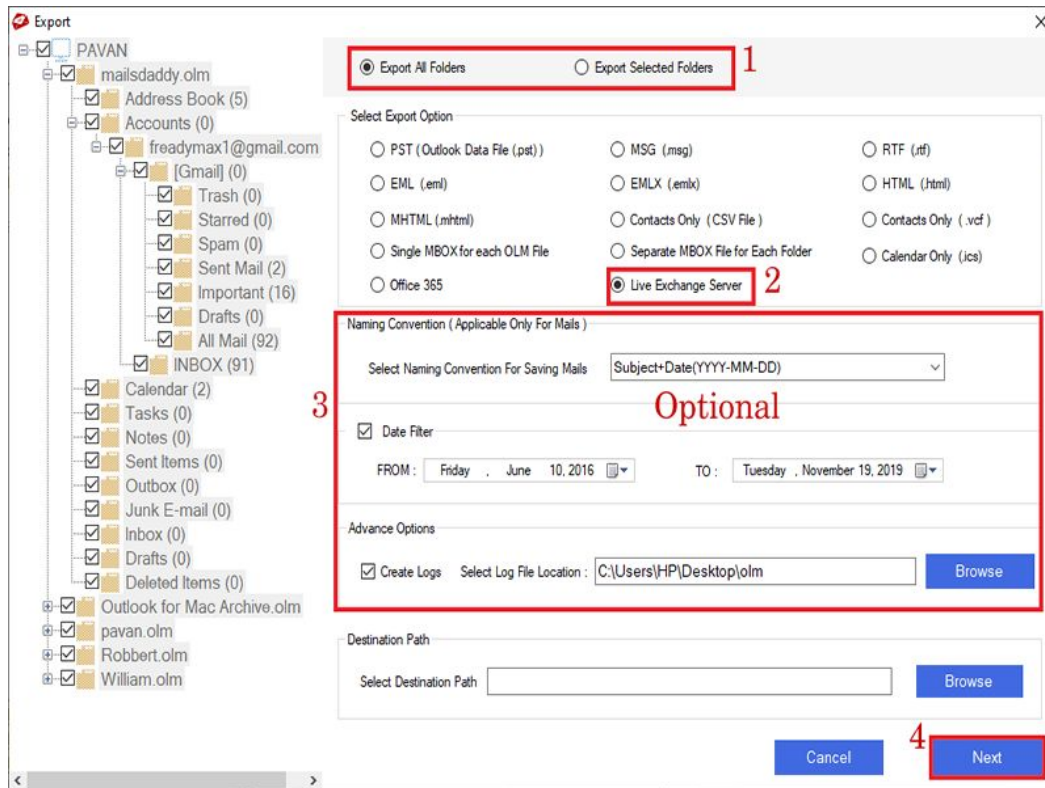 Export
PAVAN
mailsdaddy.olm
Address Book (5)
Accounts (0)
freadymax1@gmail.com
[Gmail] (0)
Trash (0)
Starred (0)
Spam (0)
Sent Mail (2)
Important (16)
Drafts (0)
All Mail (92)
INBOX (91)
Calendar (2)
Tasks (0)
Notes (0)
Sent Items (0)
Outbox (0)
Junk E-mail (0)
Inbox (0)
Drafts (0)
Deleted Items (0)
Outlook for Mac Archive.olm
pavan.olm
Robbert.olm
William.olm
Export All Folders Export Selected Folders 1
Select Export Option
PST (Outlook Data File (.pst) ) MSG (.msg) RTF (.rtf)
EML (.eml) EMLX (.emlx) HTML (.html)
MHTML (.mhtml) Contacts Only ( CSV File ) Contacts Only ( .vcf )
Single MBOX for each OLM File Separate MBOX File for Each Folder Calendar Only (.ics)
Office 365 Live Exchange Server 2
Naming Convention ( Applicable Only For Mails )
Select Naming Convention For Saving Mails Subject+Date(YYYY-MM-DD)
3 Optional
Date Filter
FROM : Friday , June 10, 2016 TO : Tuesday , November 19, 2019
Advance Options
Create Logs Select Log File Location : C:\Users\HP\Desktop\olm Browse
Destination Path
Select Destination Path Browse
4
Cancel Next